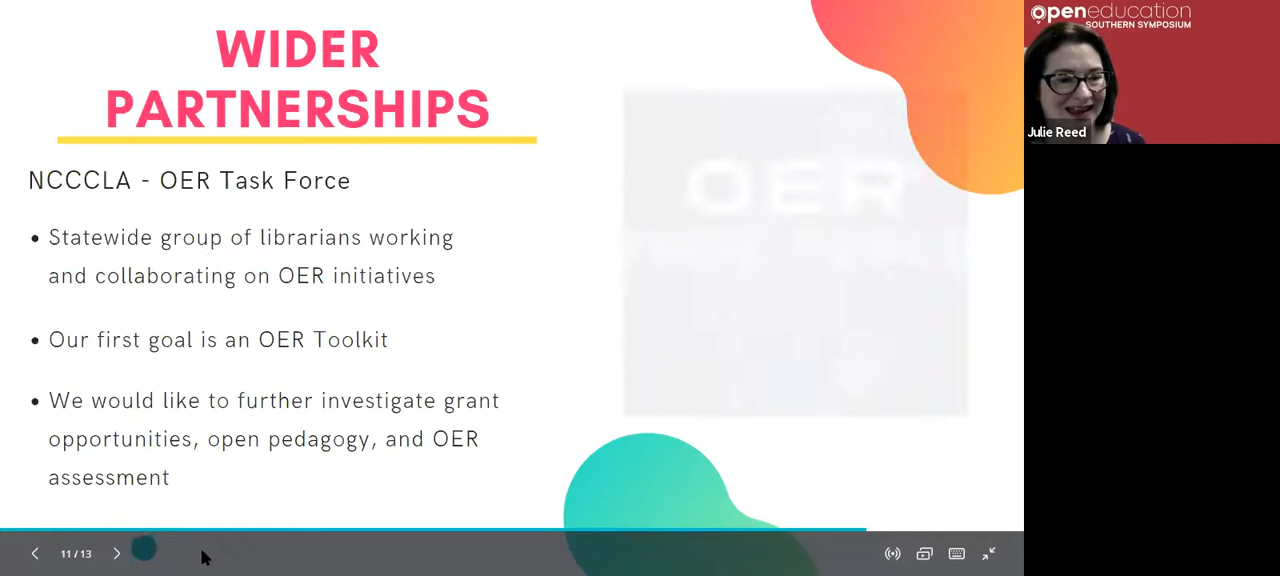 WIDER
PARTNERSHIPS
NCCCLA - OER Task Force
• Statewide group of librarians working
and collaborating on OER initiatives
• Our first goal is an OER Toolkit
• We would like to further investigate grant
opportunities, open pedagogy, and OER
assessment
OER
11 / 13
openeducation
SOUTHERN SYMPOSIUM
Julie Reed